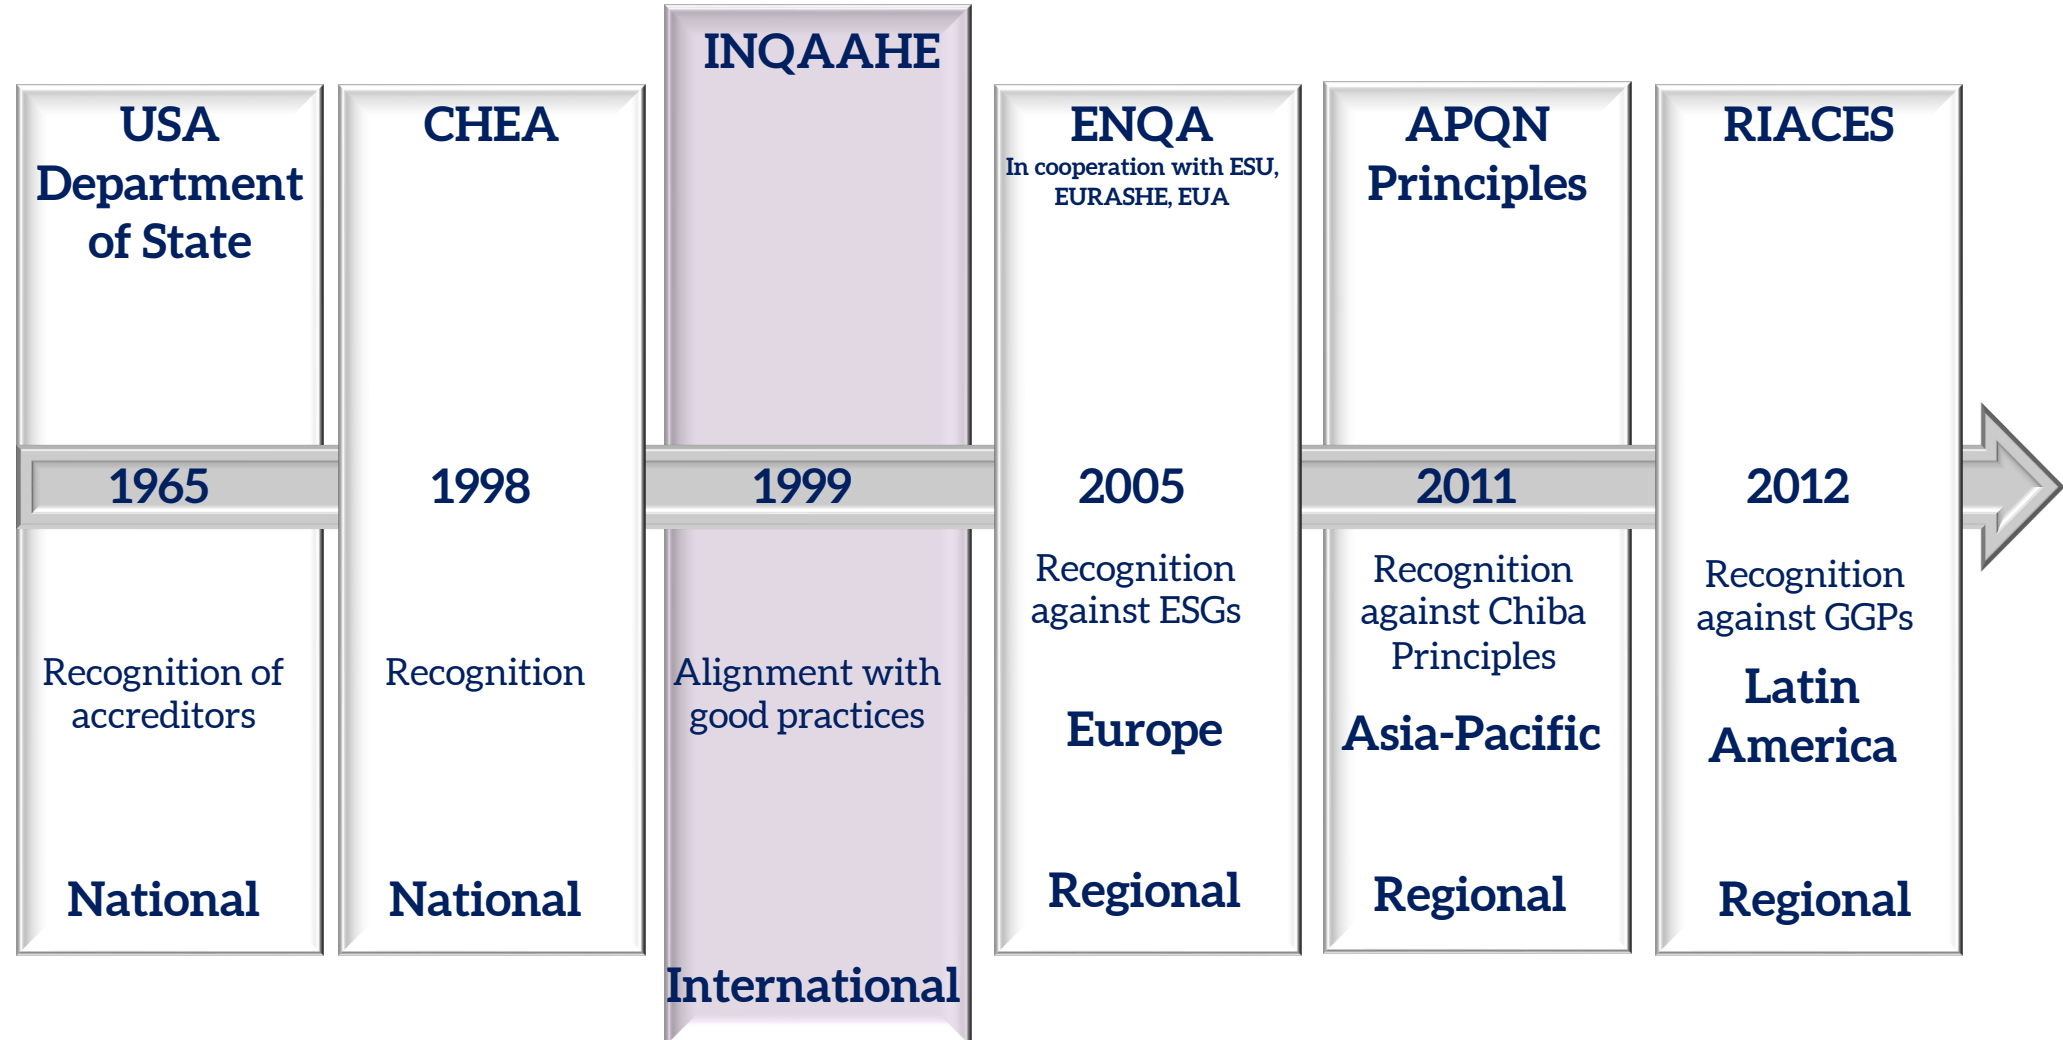 USA
Department
of State
1965
Recognition of
accreditors
National
CHEA
1998
Recognition
National
INQAAHE
1999
Alignment with
good practices
International
ENQA
In cooperation with ESU,
EURASHE, EUA
2005
Recognition
against ESGs
Europe
Regional
APQN
Principles
2011
Recognition
against Chiba
Principles
Asia-Pacific
Regional
RIACES
2012
Recognition
against GGPs
Latin
America
Regional